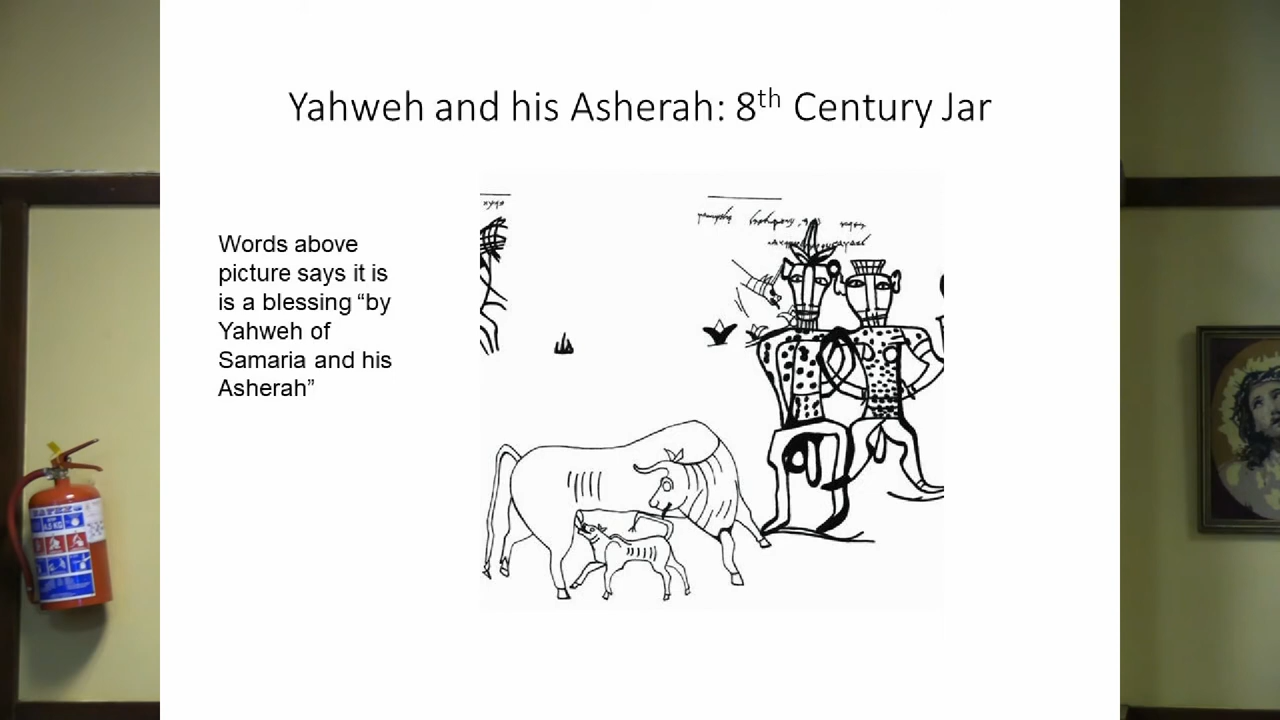 Yahweh and his Asherah: 8th Century Jar
Words above
picture says it is
is a blessing “by
Yahweh of
Samaria and his
Asherah”